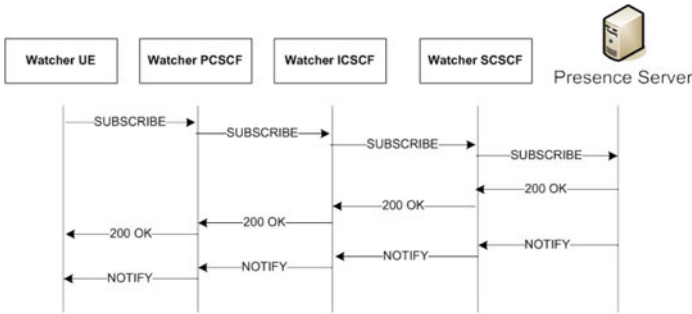 Watcher UE
Watcher PCSCF
Watcher ICSCF
Watcher SCSCF
Presence Server
SUBSCRIBE
SUBSCRIBE
SUBSCRIBE
SUBSCRIBE
200 OK
200 OK
200 OK
200 OK
NOTIFY
NOTIFY
NOTIFY
NOTIFY